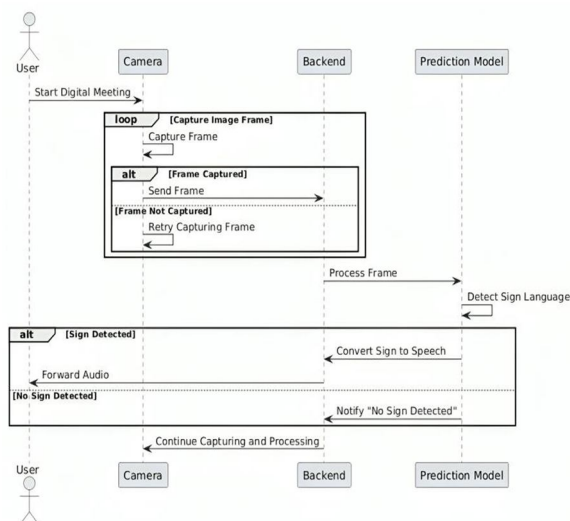 User
Camera
Backend
Prediction Model
Start Digital Meeting
loop [Capture Image Frame]
Capture Frame
alt [Frame Captured]
Send Frame
[Frame Not Captured]
Retry Capturing Frame
Process Frame
Detect Sign Language
alt [Sign Detected]
Convert Sign to Speech
Forward Audio
[No Sign Detected]
Notify "No Sign Detected"
Continue Capturing and Processing
User
Camera
Backend
Prediction Model